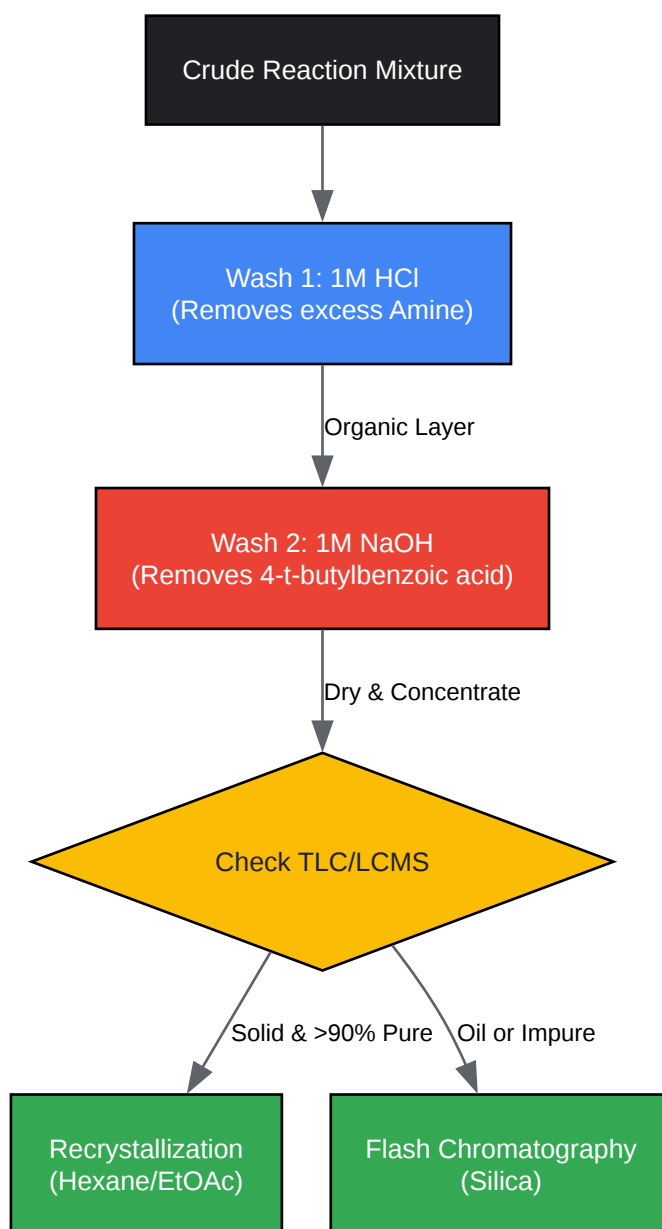 Crude Reaction Mixture
Wash 1: 1M HCl
(Removes excess Amine)
Organic Layer
Wash 2: 1M NaOH
(Removes 4-t-butylbenzoic acid)
Dry & Concentrate
Check TLC/LCMS
Solid & >90% Pure
Oil or Impure
Recrystallization
(Hexane/EtOAc)
Flash Chromatography
(Silica)